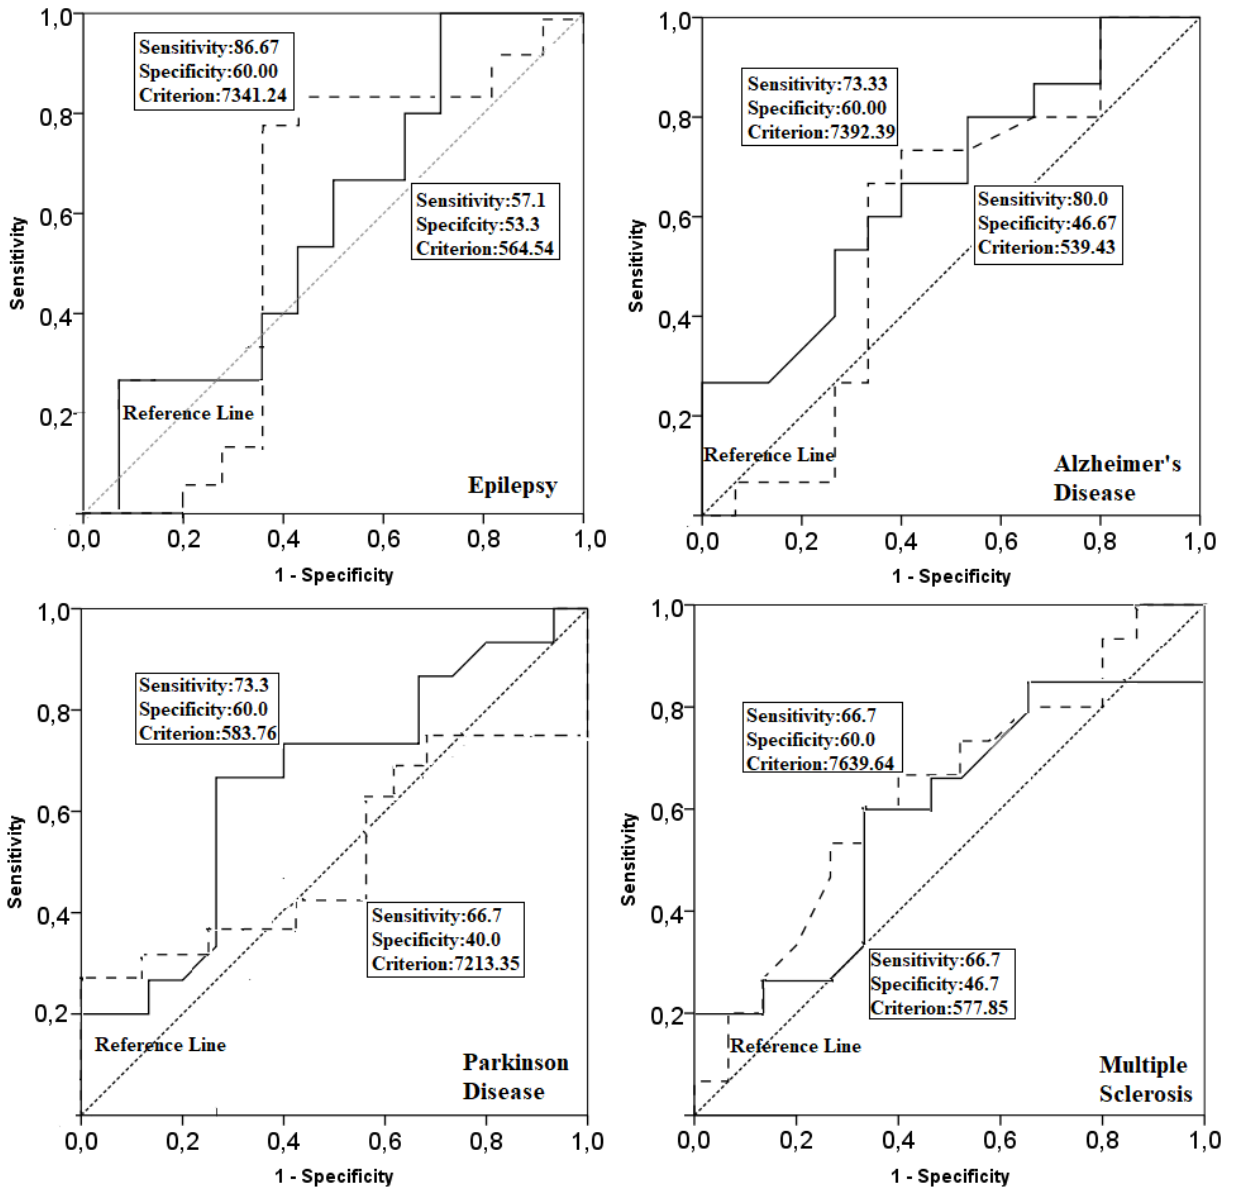 1,0
Sensitivity:86.67
Specificity:60.00
Criterion:7341.24
0,8
Sensitivity:57.1
Specifcity:53.3
Criterion:564.54
0,6
Sensitivity
0,4
0,2
Reference Line
Epilepsy
0,0 0,2 0,4 0,6 0,8 1,0
1 - Specificity
1,0
Sensitivity:73.33
Specificity:60.00
Criterion:7392.39
0,8
Sensitivity:80.0
Specificity:46.67
Criterion:539.43
0,6
Sensitivity
0,4
0,2
Reference Line
Alzheimer's
Disease
0,0 0,2 0,4 0,6 0,8 1,0
1 - Specificity
1,0
Sensitivity:73.3
Specificity:60.0
Criterion:583.76
0,8
0,6
Sensitivity
0,4
Sensitivity:66.7
Specificity:40.0
Criterion:7213.35
0,2
Reference Line
Parkinson
Disease
0,0 0,2 0,4 0,6 0,8 1,0
1 - Specificity
1,0
Sensitivity:66.7
Specificity:60.0
Criterion:7639.64
0,8
0,6
Sensitivity
0,4
Sensitivity:66.7
Specificity:46.7
Criterion:577.85
0,2
Reference Line
Multiple
Sclerosis
0,0 0,2 0,4 0,6 0,8 1,0
1 - Specificity